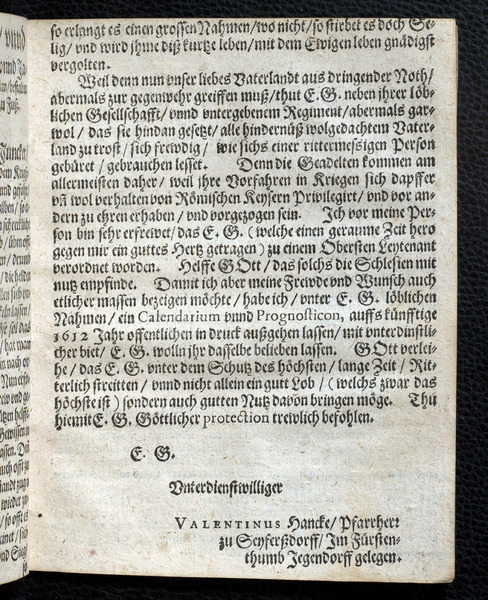 so erlangt es einen grossen Nahmen/ wo nicht/ so stirbet es doch Se-
lig/ vnd wird jhme diß kurtze leben/ mit dem Ewigen leben gnädigst
vergolten.
Weil denn nun vnser liebes Vaterlandt aus dringender Noth/
abermals zur gegenwehr greiffen muß/ thut E. G. neben jhrer löb-
lichen Gesellschafft/ vnnd vntergebenem Regiment/ abermals gar-
wol/ das sie hindan gesetzt/ alle hindernüß wolgedachtem Vater-
land zu trost/ sich frewdig/ wie sichs einer rittermessigen Person
gebüret/ gebrauchen lesset. Denn die Geadelten kommen am
allermeisten daher/ weil jhre Vorfahren in Kriegen sich dapffer
vñ wol verhalten von Römischen Keysern Privilegirt/ vnd vor an-
dern zu ehren erhaben/ vnd vorgezogen sein. Ich vor meine Per-
son bin sehr erfrewet/ das E. G. (welche einen geraume Zeit hero
gegen mir ein guttes Hertz getragen) zu einem Obersten Leytenant
verordnet worden. Helffe GOtt/ das solchs die Schlesien mit
nutz empfinde. Damit ich aber meine Frewde vnd Wunsch auch
etlicher massen bezeigen möchte/ habe ich/ vnter E. G. löblichen
Nahmen/ ein Calendarium vnnd Prognosticon, auffs künfftige
1612 Jahr offentlichen in druck außgehen lassen/ mit vnterdinstli-
cher biet/ E. G. wolln jhr dasselbe belieben lassen. GOtt verlei-
he/ das E. G. vnter dem Schutz des höchsten/ lange Zeit/ Rit-
terlich streitten/ vnnd nicht allein ein gutt Lob/ (welchs zwar das
höchste ist) sondern auch gutten Nutz davon bringen möge. Thu
hiemit E. G. Göttlicher protection trewlich befohlen.
E. G.
Vnterdienstwilliger
VALENTINUS Hancke/ Pfarrherr
zu Seyferßdorff/ Im Fürsten-
thumb Jegendorff gelegen.